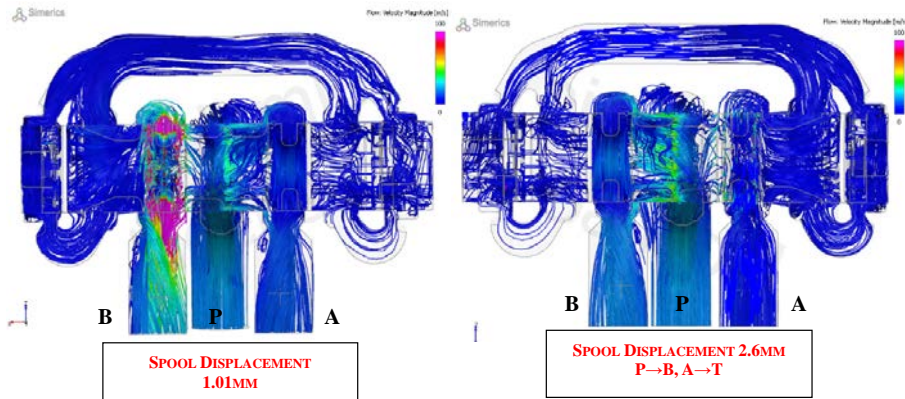 Simerics
Flow: Velocity Magnitude [m/s]
100
0
B
P
A
SPOOL DISPLACEMENT
1.01MM
Simerics
Flow: Velocity Magnitude [m/s]
100
0
B
P
A
SPOOL DISPLACEMENT 2.6MM
P→B, A→T